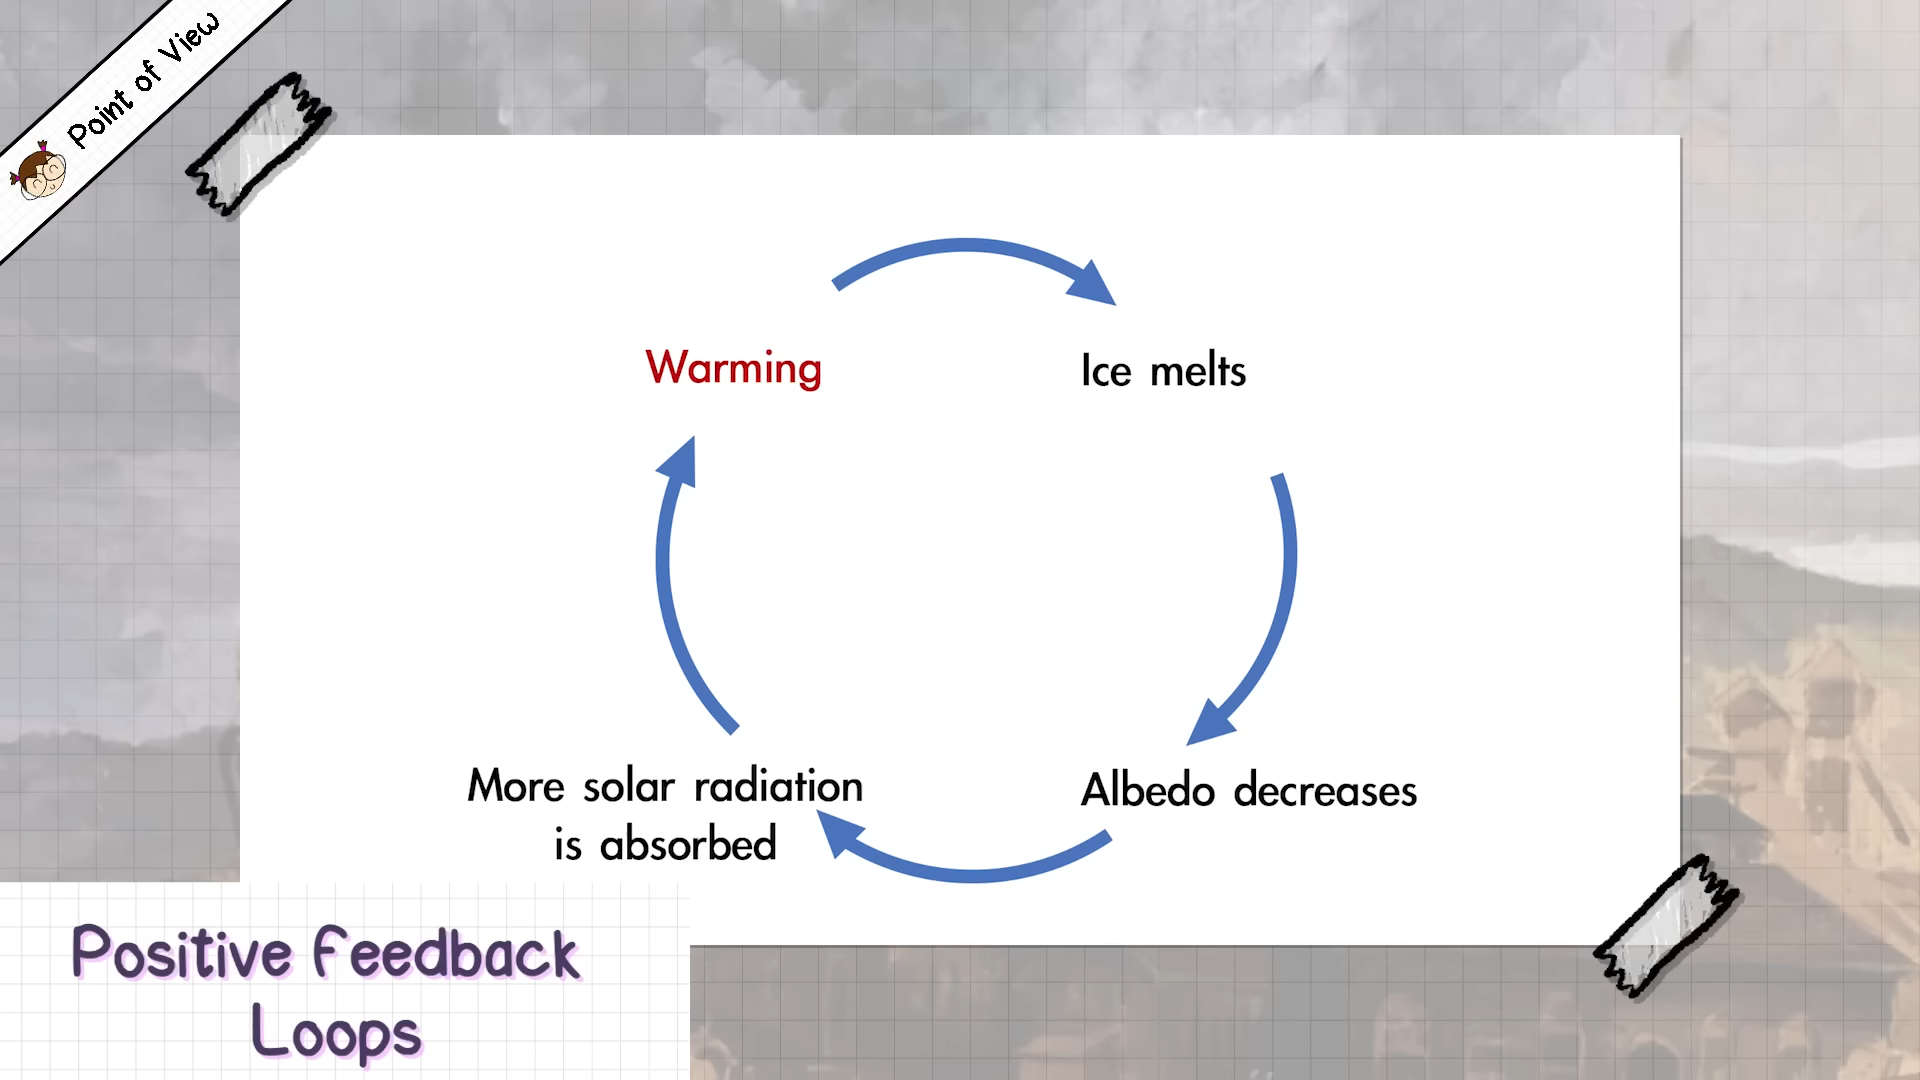 Point of View
Warming
Ice melts
More solar radiation
is absorbed
Albedo decreases
Positive Feedback
Loops